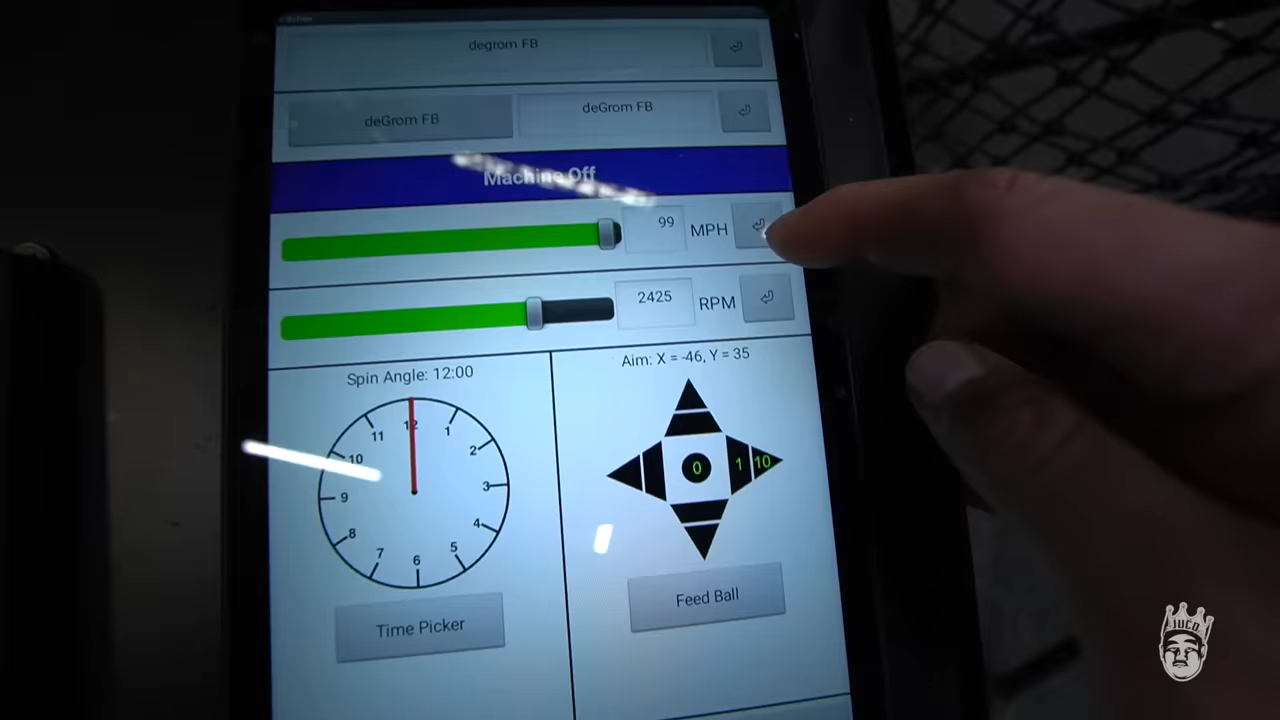 degrom FB
deGrom FB
deGrom FB
Machine Off
99 MPH
2425 RPM
Spin Angle: 12:00
Aim: X = -46, Y = 35
12
1
2
3
4
5
6
7
8
9
10
11
0 1 10
Time Picker
Feed Ball
JUCO